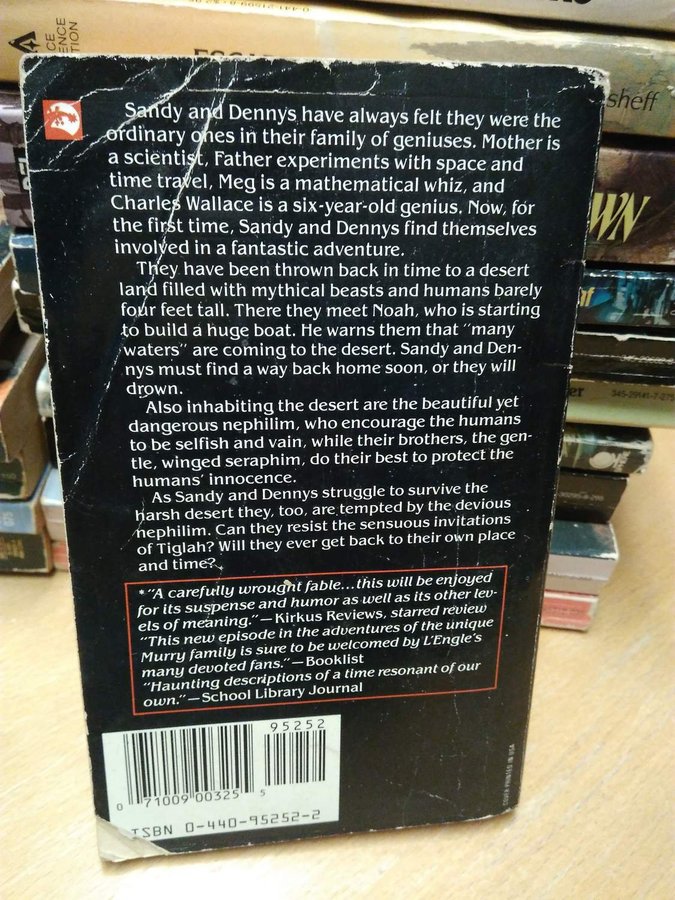 ESCA
ACE
ENCE
TION
sheff
WN
er
345-29141-7-275
Sandy and Dennys have always felt they were the
ordinary ones in their family of geniuses. Mother is
a scientist, Father experiments with space and
time travel, Meg is a mathematical whiz, and
Charles Wallace is a six-year-old genius. Now, for
the first time, Sandy and Dennys find themselves
involved in a fantastic adventure.
They have been thrown back in time to a desert
land filled with mythical beasts and humans barely
four feet tall. There they meet Noah, who is starting
to build a huge boat. He warns them that "many
waters" are coming to the desert. Sandy and Den-
nys must find a way back home soon, or they will
drown.
Also inhabiting the desert are the beautiful yet
dangerous nephilim, who encourage the humans
to be selfish and vain, while their brothers, the gen-
tle, winged seraphim, do their best to protect the
humans' innocence.
As Sandy and Dennys struggle to survive the
harsh desert they, too, are tempted by the devious
nephilim. Can they resist the sensuous invitations
of Tiglah? Will they ever get back to their own place
and time?
*"A carefully wrought fable...this will be enjoyed
for its suspense and humor as well as its other lev-
els of meaning."—Kirkus Reviews, starred review
"This new episode in the adventures of the unique
Murry family is sure to be welcomed by L'Engle's
many devoted fans."—Booklist
"Haunting descriptions of a time resonant of our
own."—School Library Journal
95252
0 71009 00325 5
ISBN 0-440-95252-2
COVER PRINTED IN USA